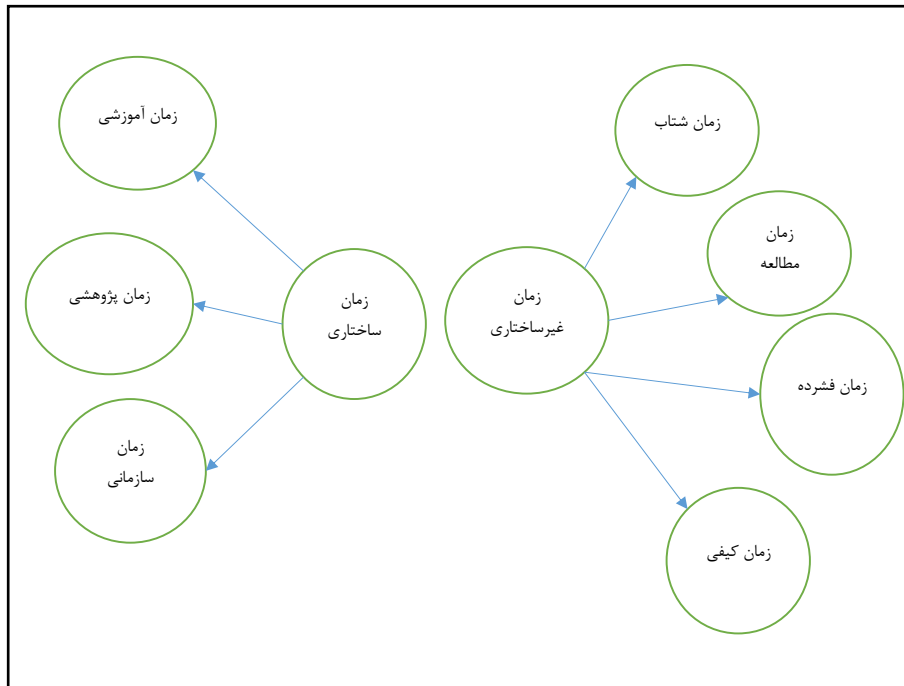 زمان شتاب
زمان
مطالعه
زمان فشرده
زمان کیفی
زمان
غیرساختاری
زمان
ساختاری
زمان آموزشی
زمان پژوهشی
زمان
سازمانی